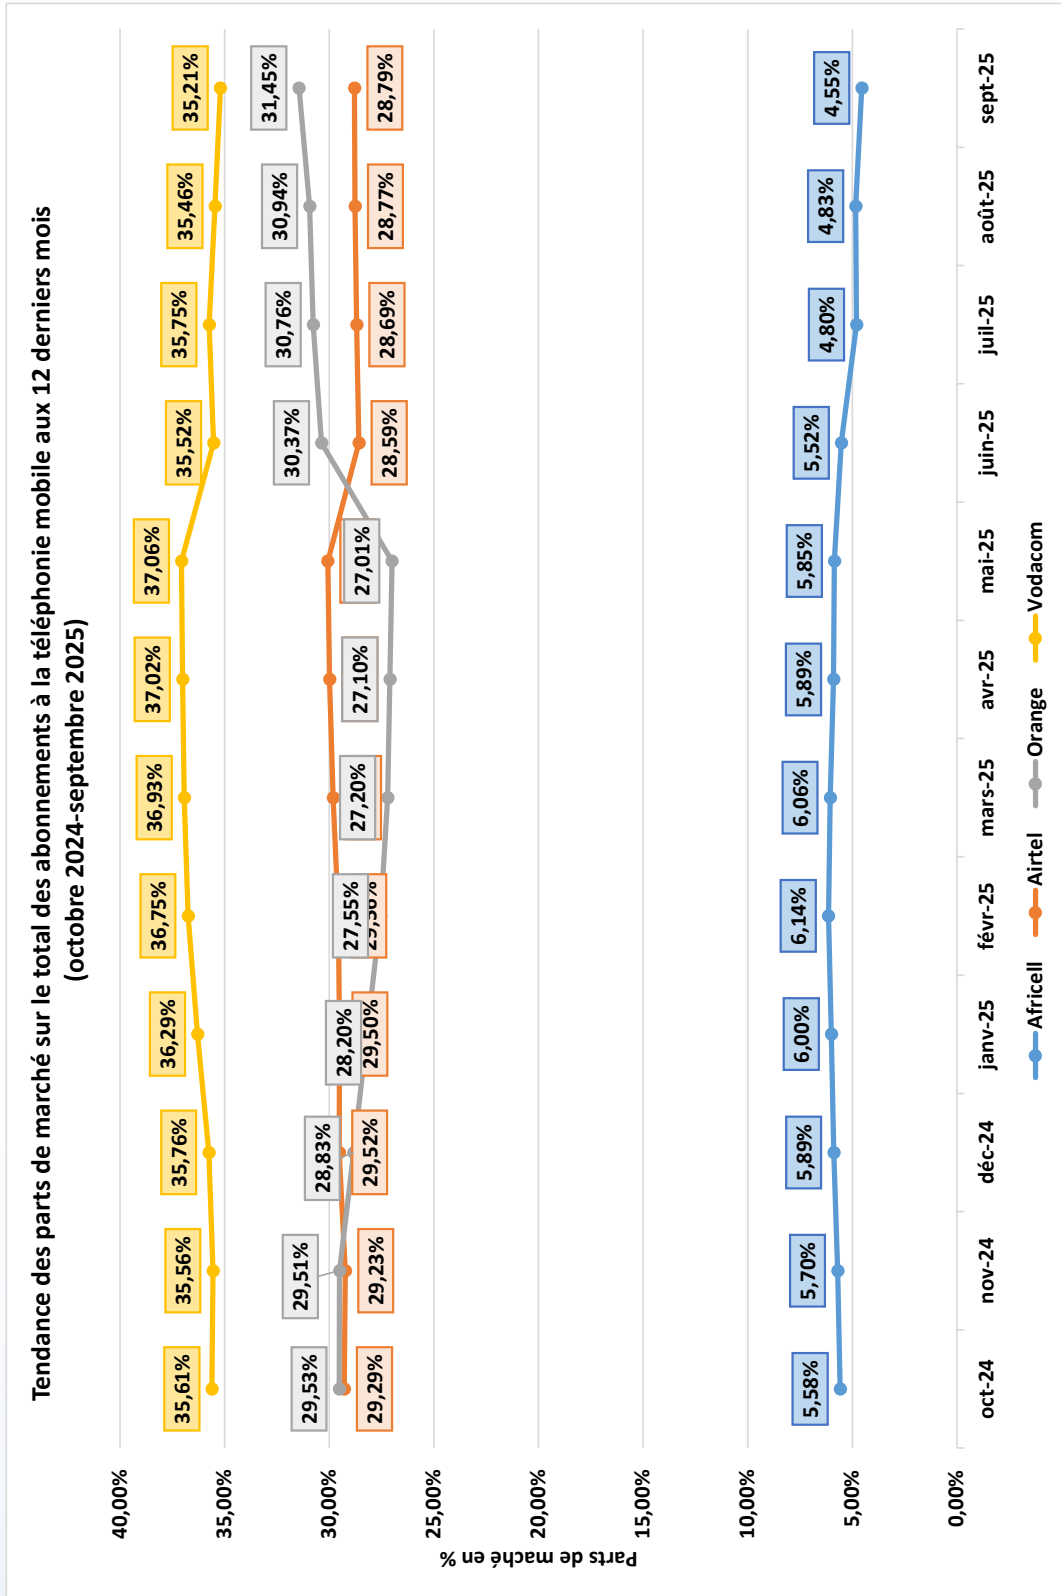 Tendance des parts de marché sur le total des abonnements à la téléphonie mobile aux 12 derniers mois
(octobre 2024-septembre 2025)
Parts de maché en %
40,00%
35,00%
30,00%
25,00%
20,00%
15,00%
10,00%
5,00%
0,00%
35,61%
35,56%
35,76%
36,29%
36,75%
36,93%
37,02%
37,06%
35,52%
35,75%
35,46%
35,21%
29,53%
29,51%
28,83%
28,20%
27,55%
27,20%
27,10%
27,01%
30,37%
30,76%
30,94%
31,45%
29,29%
29,23%
29,52%
29,50%
28,59%
28,69%
28,77%
28,79%
5,58%
5,70%
5,89%
6,00%
6,14%
6,06%
5,89%
5,85%
5,52%
4,80%
4,83%
4,55%
oct-24
nov-24
déc-24
janv-25
févr-25
mars-25
avr-25
mai-25
juin-25
juil-25
août-25
sept-25
Africell
Airtel
Orange
Vodacom